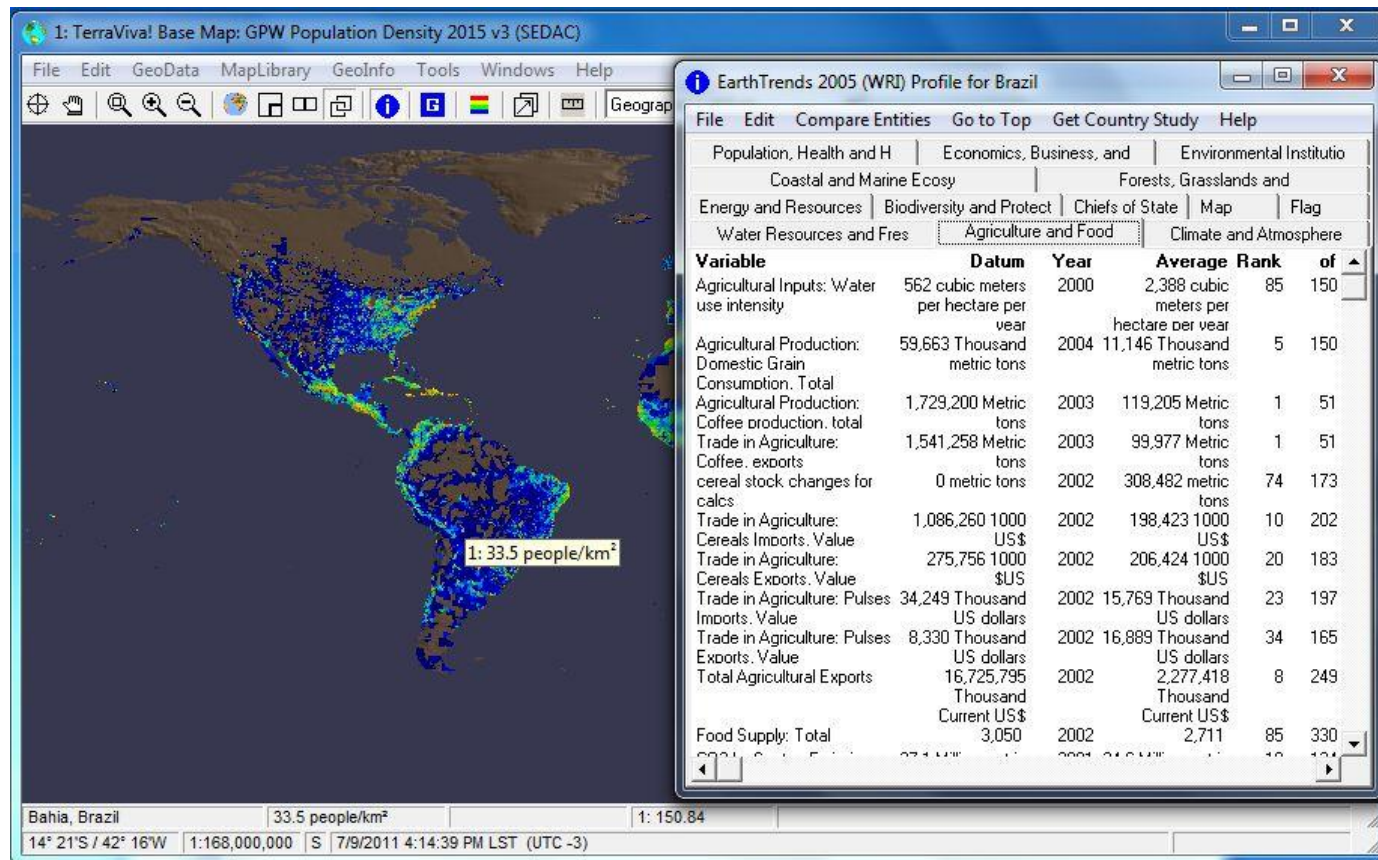 1: TerraViva! Base Map: GPW Population Density 2015 v3 (SEDAC)
File Edit GeoData MapLibrary GeoInfo Tools Windows Help
G Geograp
1: 33.5 people/km²
EarthTrends 2005 (WRI) Profile for Brazil
File Edit Compare Entities Go to Top Get Country Study Help
Population, Health and H Economics, Business, and Environmental Institutio
Coastal and Marine Ecosy Forests, Grasslands and
Energy and Resources Biodiversity and Protect Chiefs of State Map Flag
Water Resources and Fres Agriculture and Food Climate and Atmosphere
Variable Datum Year Average Rank of
Agricultural Inputs: Water 562 cubic meters 2000 2,388 cubic 85 150
use intensity per hectare per meters per
year hectare per year
Agricultural Production: 59,663 Thousand 2004 11,146 Thousand 5 150
Domestic Grain metric tons metric tons
Consumption, Total
Agricultural Production: 1,729,200 Metric 2003 119,205 Metric 1 51
Coffee production, total tons tons
Trade in Agriculture: 1,541,258 Metric 2003 99,977 Metric 1 51
Coffee, exports tons tons
cereal stock changes for 0 metric tons 2002 308,482 metric 74 173
calcs tons
Trade in Agriculture: 1,086,260 1000 2002 198,423 1000 10 202
Cereals Imports, Value US$ US$
Trade in Agriculture: 275,756 1000 2002 206,424 1000 20 183
Cereals Exports, Value $US $US
Trade in Agriculture: Pulses 34,249 Thousand 2002 15,769 Thousand 23 197
Imports, Value US dollars US dollars
Trade in Agriculture: Pulses 8,330 Thousand 2002 16,889 Thousand 34 165
Exports, Value US dollars US dollars
Total Agricultural Exports 16,725,795 2002 2,277,418 8 249
Thousand Thousand
Current US$ Current US$
Food Supply: Total 3,050 2002 2,711 85 330
Bahia, Brazil 33.5 people/km² 1: 150.84
14° 21'S / 42° 16'W 1:168,000,000 S 7/9/2011 4:14:39 PM LST (UTC -3)